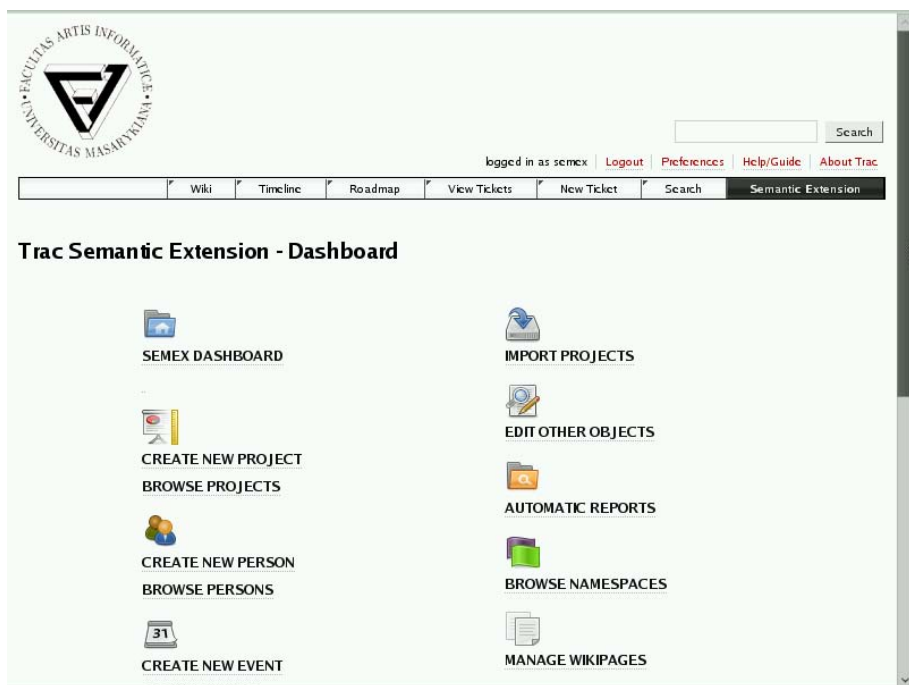 FACULTAS ARTIS INFORMATICÆ • UNIVERSITAS MASARYKIANA •
Search
logged in as semex Logout Preferences Help/Guide About Trac
Wiki Timeline Roadmap View Tickets New Ticket Search Semantic Extension
Trac Semantic Extension - Dashboard
SEMEX DASHBOARD
CREATE NEW PROJECT
BROWSE PROJECTS
CREATE NEW PERSON
BROWSE PERSONS
31
CREATE NEW EVENT
IMPORT PROJECTS
EDIT OTHER OBJECTS
AUTOMATIC REPORTS
BROWSE NAMESPACES
MANAGE WIKIPAGES